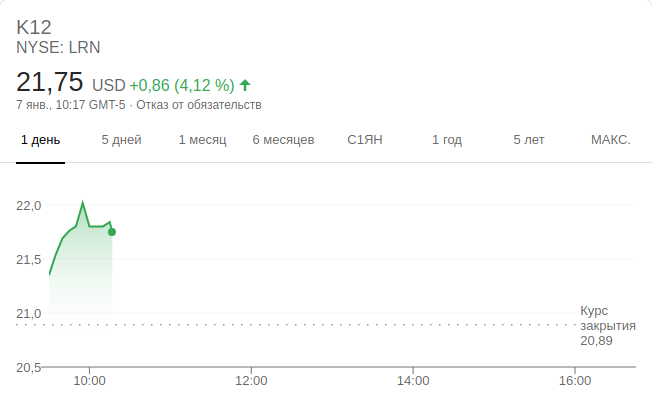 K12
NYSE: LRN
21,75 USD +0,86 (4,12 %)
7 янв., 10:17 GMT-5 · Отказ от обязательств
1 день 5 дней 1 месяц 6 месяцев С1ЯН 1 год 5 лет МАКС.
22,0
21,5
21,0
Курс
закрытия
20,89
20,5
10:00 12:00 14:00 16:00